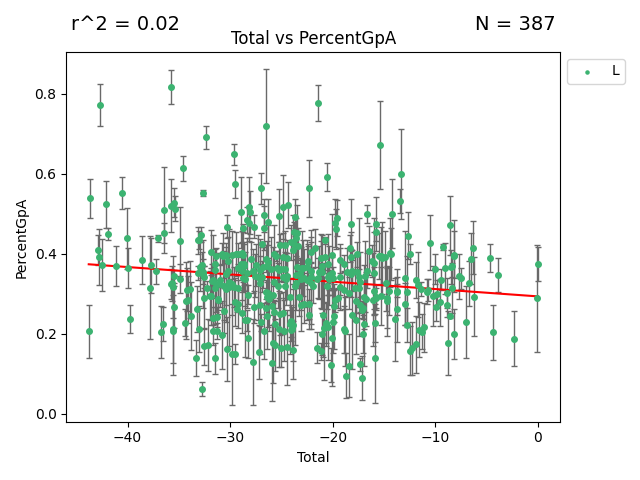 r^2 = 0.02
N = 387
Total vs PercentGpA
L
PercentGpA
0.8
0.6
0.4
0.2
0.0
−40 −30 −20 −10 0
Total